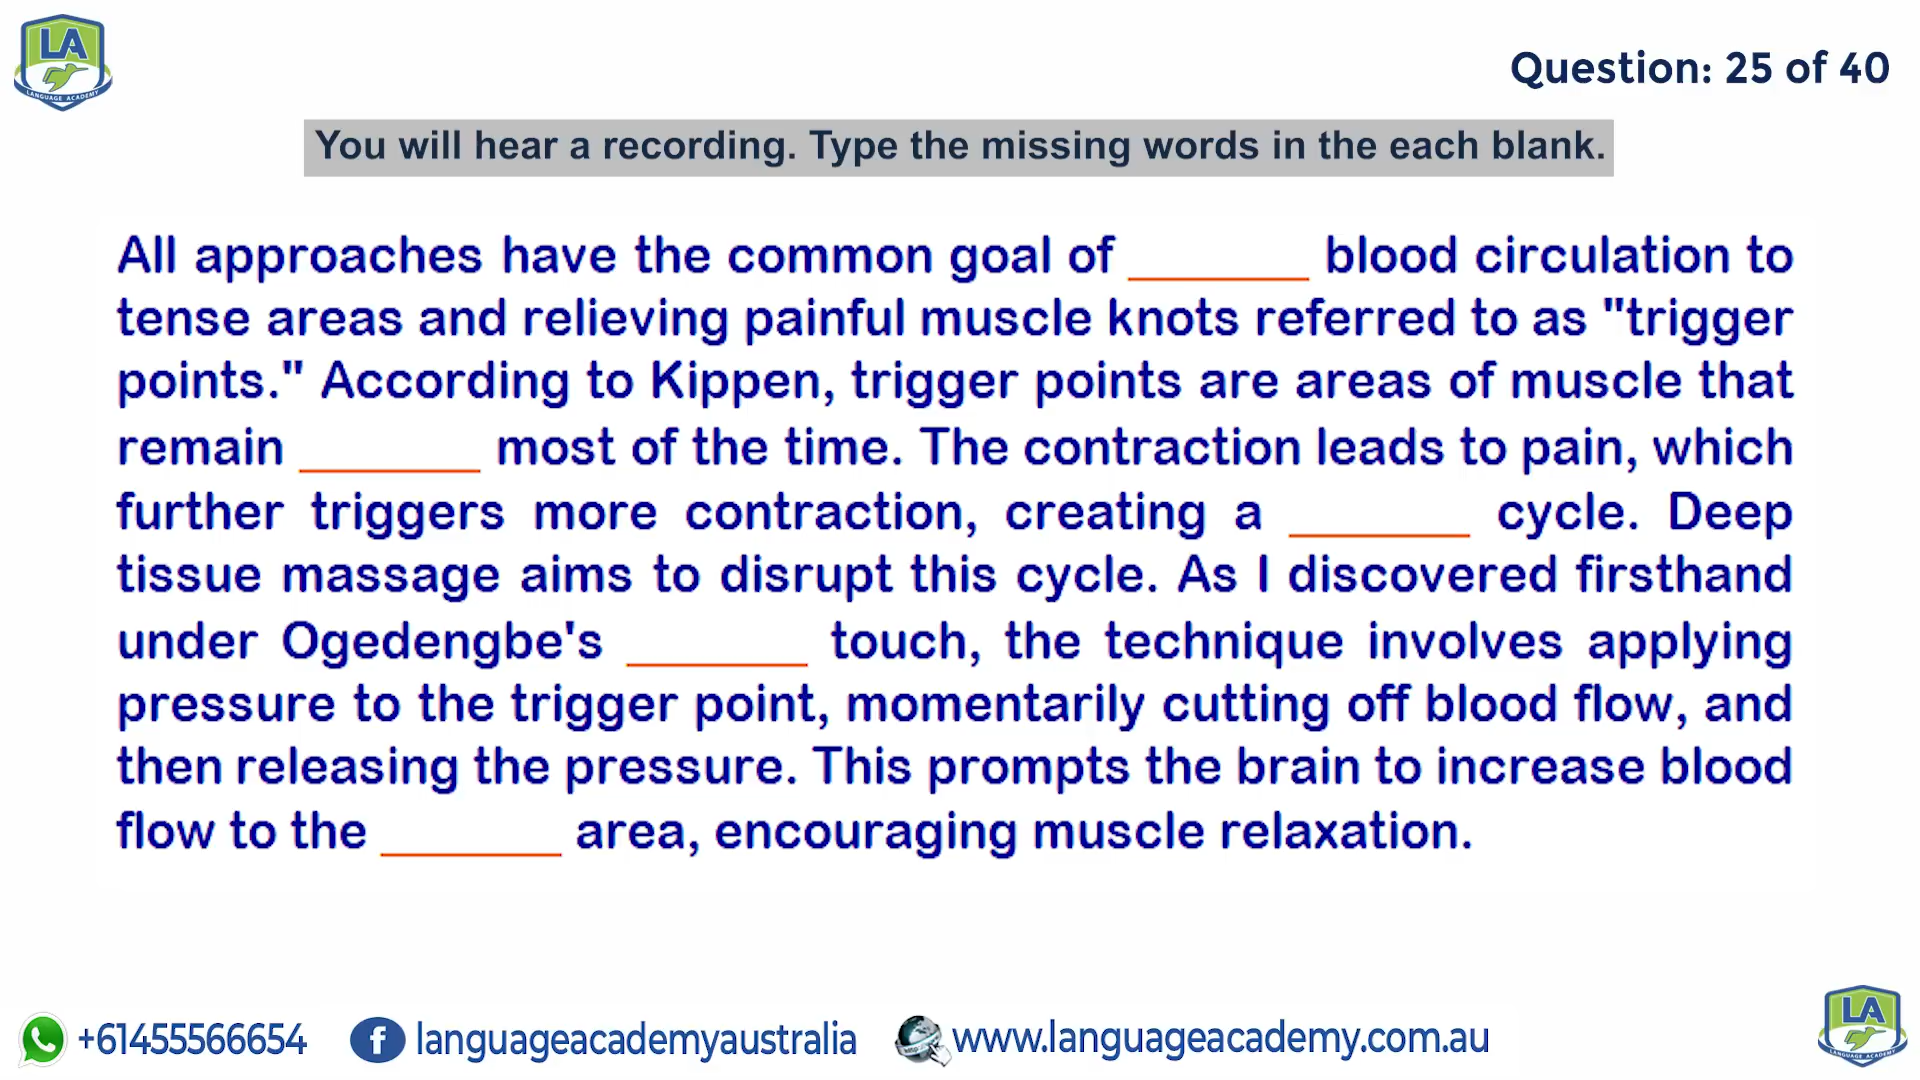 LA
LANGUAGE ACADEMY
Question: 25 of 40
You will hear a recording. Type the missing words in the each blank.
All approaches have the common goal of _______ blood circulation to
tense areas and relieving painful muscle knots referred to as "trigger
points." According to Kippen, trigger points are areas of muscle that
remain _______ most of the time. The contraction leads to pain, which
further triggers more contraction, creating a _______ cycle. Deep
tissue massage aims to disrupt this cycle. As I discovered firsthand
under Ogedengbe's _______ touch, the technique involves applying
pressure to the trigger point, momentarily cutting off blood flow, and
then releasing the pressure. This prompts the brain to increase blood
flow to the _______ area, encouraging muscle relaxation.
+61455566654
f languageacademyaustralia
http www.languageacademy.com.au
LA
LANGUAGE ACADEMY